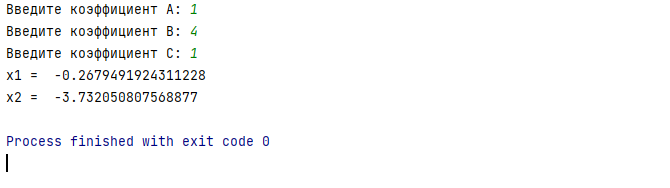 Введите коэффициент A: 1
Введите коэффициент B: 4
Введите коэффициент C: 1
x1 =  -0.2679491924311228
x2 =  -3.732050807568877
Process finished with exit code 0